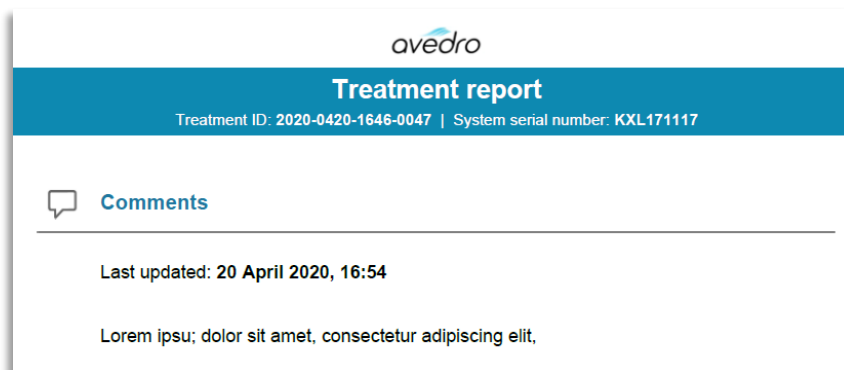 avedro
Treatment report
Treatment ID: 2020-0420-1646-0047 | System serial number: KXL171117
Comments
Last updated: 20 April 2020, 16:54
Lorem ipsu; dolor sit amet, consectetur adipiscing elit,